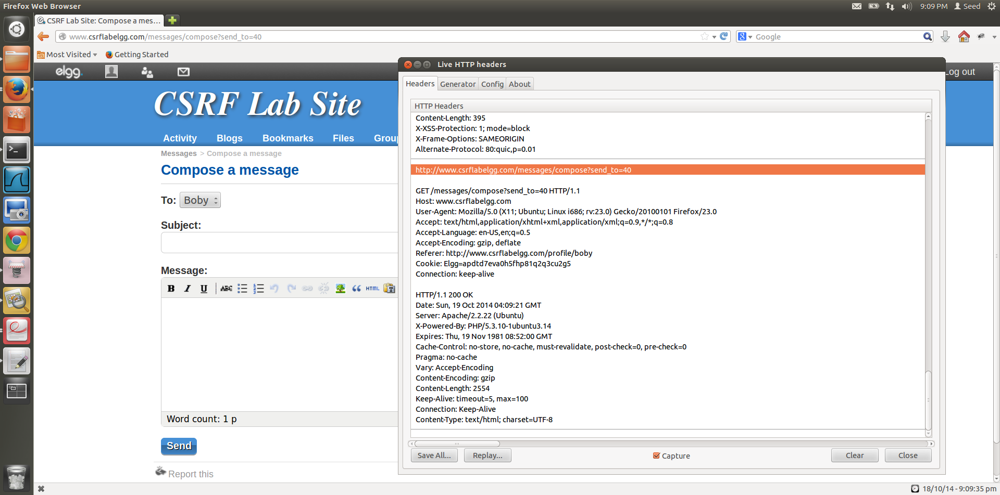 Firefox Web Browser
9:09 PM Seed
CSRF Lab Site: Compose a mes...
www.csrflabelgg.com/messages/compose?send_to=40
Google
Most Visited
Getting Started
elgg.
Log out
CSRF Lab Site
Activity Blogs Bookmarks Files Group
Messages > Compose a message
Compose a message
To: Boby
Subject:
Message:
B I U ABC HTML
Word count: 1 p
Send
Report this
Live HTTP headers
Headers Generator Config About
HTTP Headers
Content-Length: 395
X-XSS-Protection: 1; mode=block
X-Frame-Options: SAMEORIGIN
Alternate-Protocol: 80:quic,p=0.01
http://www.csrflabelgg.com/messages/compose?send_to=40
GET /messages/compose?send_to=40 HTTP/1.1
Host: www.csrflabelgg.com
User-Agent: Mozilla/5.0 (X11; Ubuntu; Linux i686; rv:23.0) Gecko/20100101 Firefox/23.0
Accept: text/html,application/xhtml+xml,application/xml;q=0.9,*/*;q=0.8
Accept-Language: en-US,en;q=0.5
Accept-Encoding: gzip, deflate
Referer: http://www.csrflabelgg.com/profile/boby
Cookie: Elgg=apdtd7eva0h5fhp81q2q3cu2g5
Connection: keep-alive
HTTP/1.1 200 OK
Date: Sun, 19 Oct 2014 04:09:21 GMT
Server: Apache/2.2.22 (Ubuntu)
X-Powered-By: PHP/5.3.10-1ubuntu3.14
Expires: Thu, 19 Nov 1981 08:52:00 GMT
Cache-Control: no-store, no-cache, must-revalidate, post-check=0, pre-check=0
Pragma: no-cache
Vary: Accept-Encoding
Content-Encoding: gzip
Content-Length: 2554
Keep-Alive: timeout=5, max=100
Connection: Keep-Alive
Content-Type: text/html; charset=UTF-8
Save All... Replay... Capture Clear Close
18/10/14 - 9:09:35 pm